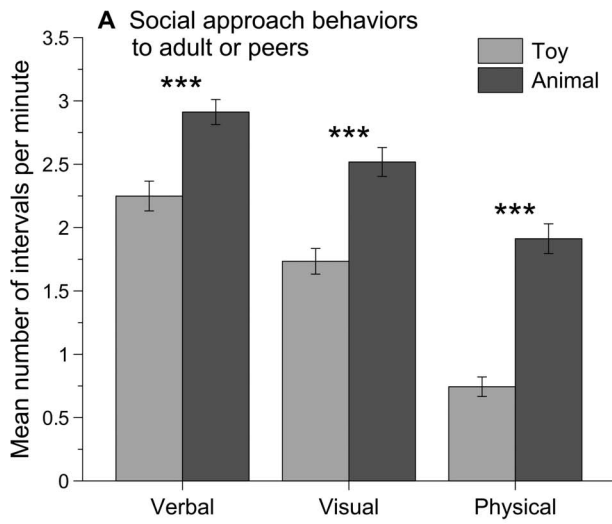 A Social approach behaviors
to adult or peers
Toy
Animal
Mean number of intervals per minute
3.5
3
2.5
2
1.5
1
0.5
0
***
***
***
Verbal Visual Physical